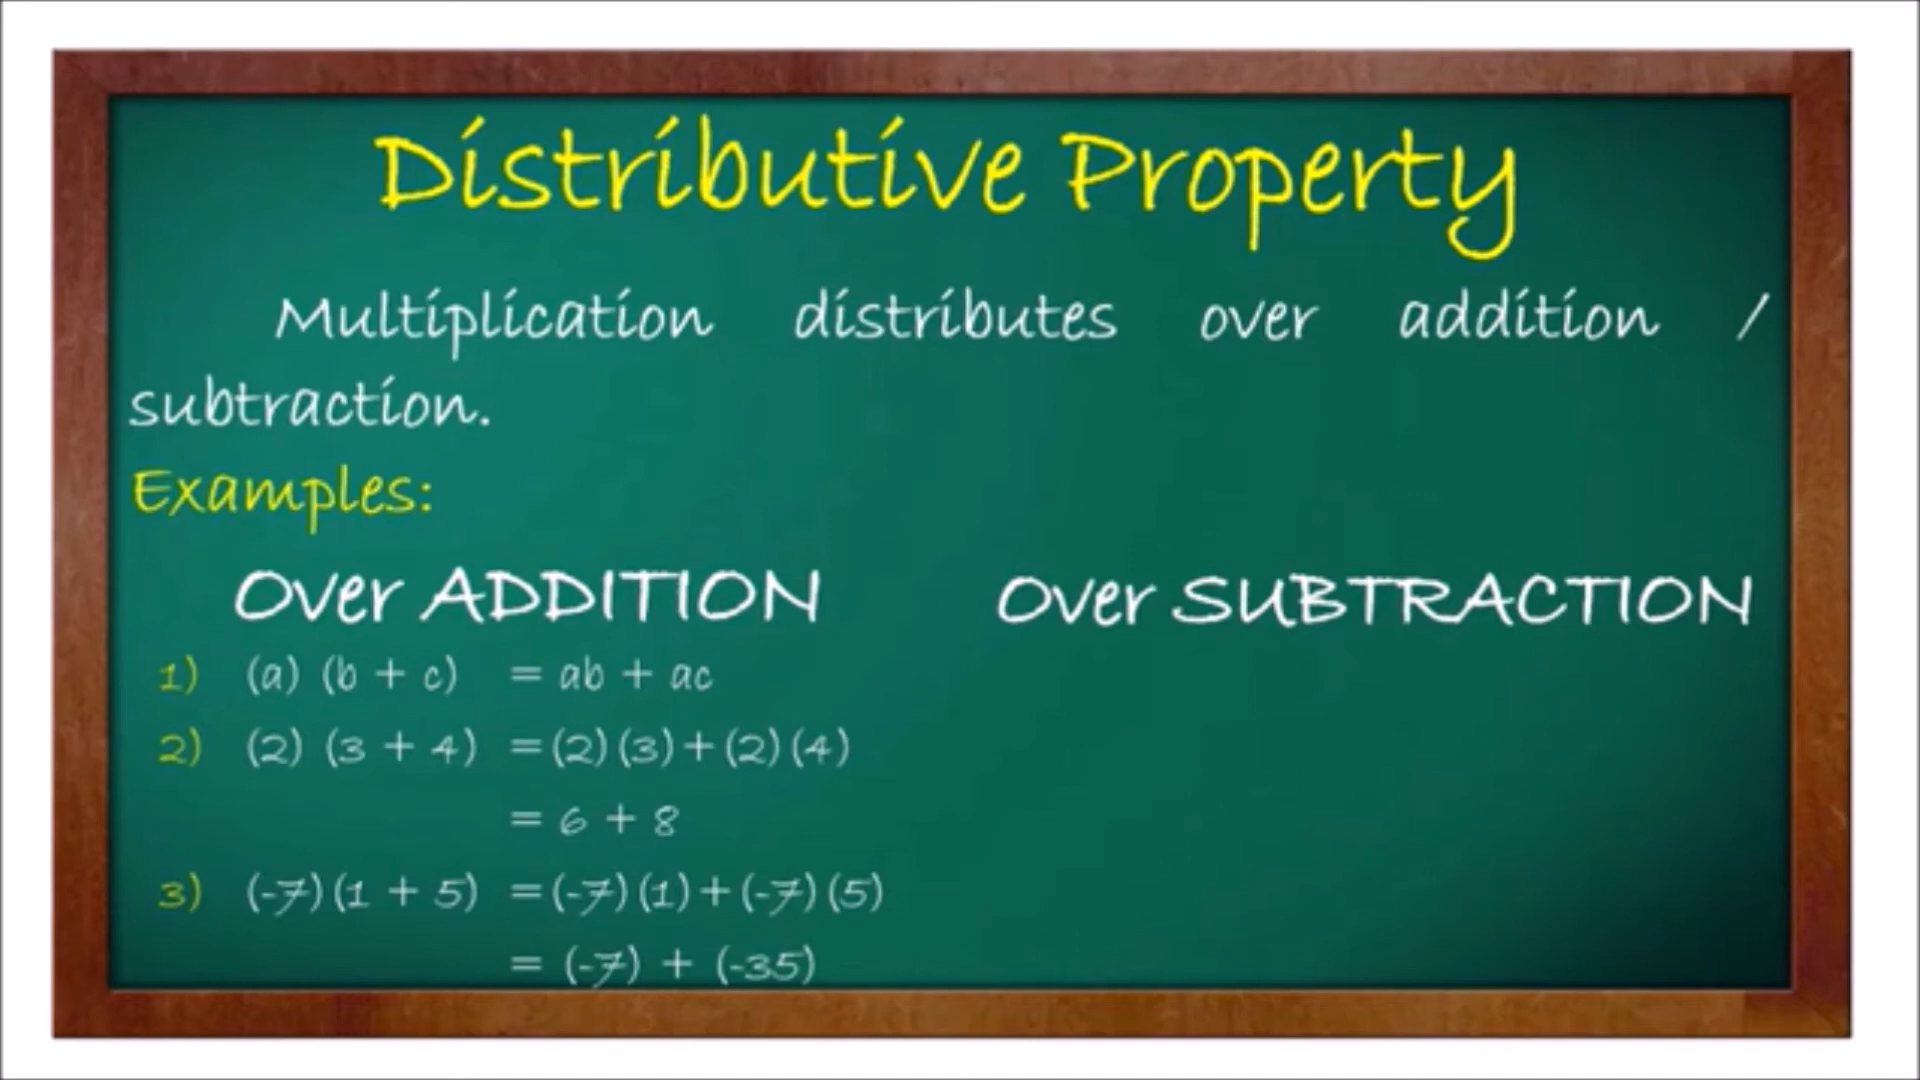 Distributive Property
Multiplication distributes over addition /
subtraction.
Examples:
Over ADDITION
1) (a) (b + c) = ab + ac
2) (2) (3 + 4) =(2)(3)+(2)(4)
= 6 + 8
3) (-7)(1 + 5) =(-7)(1)+(-7)(5)
= (-7) + (-35)
Over SUBTRACTION